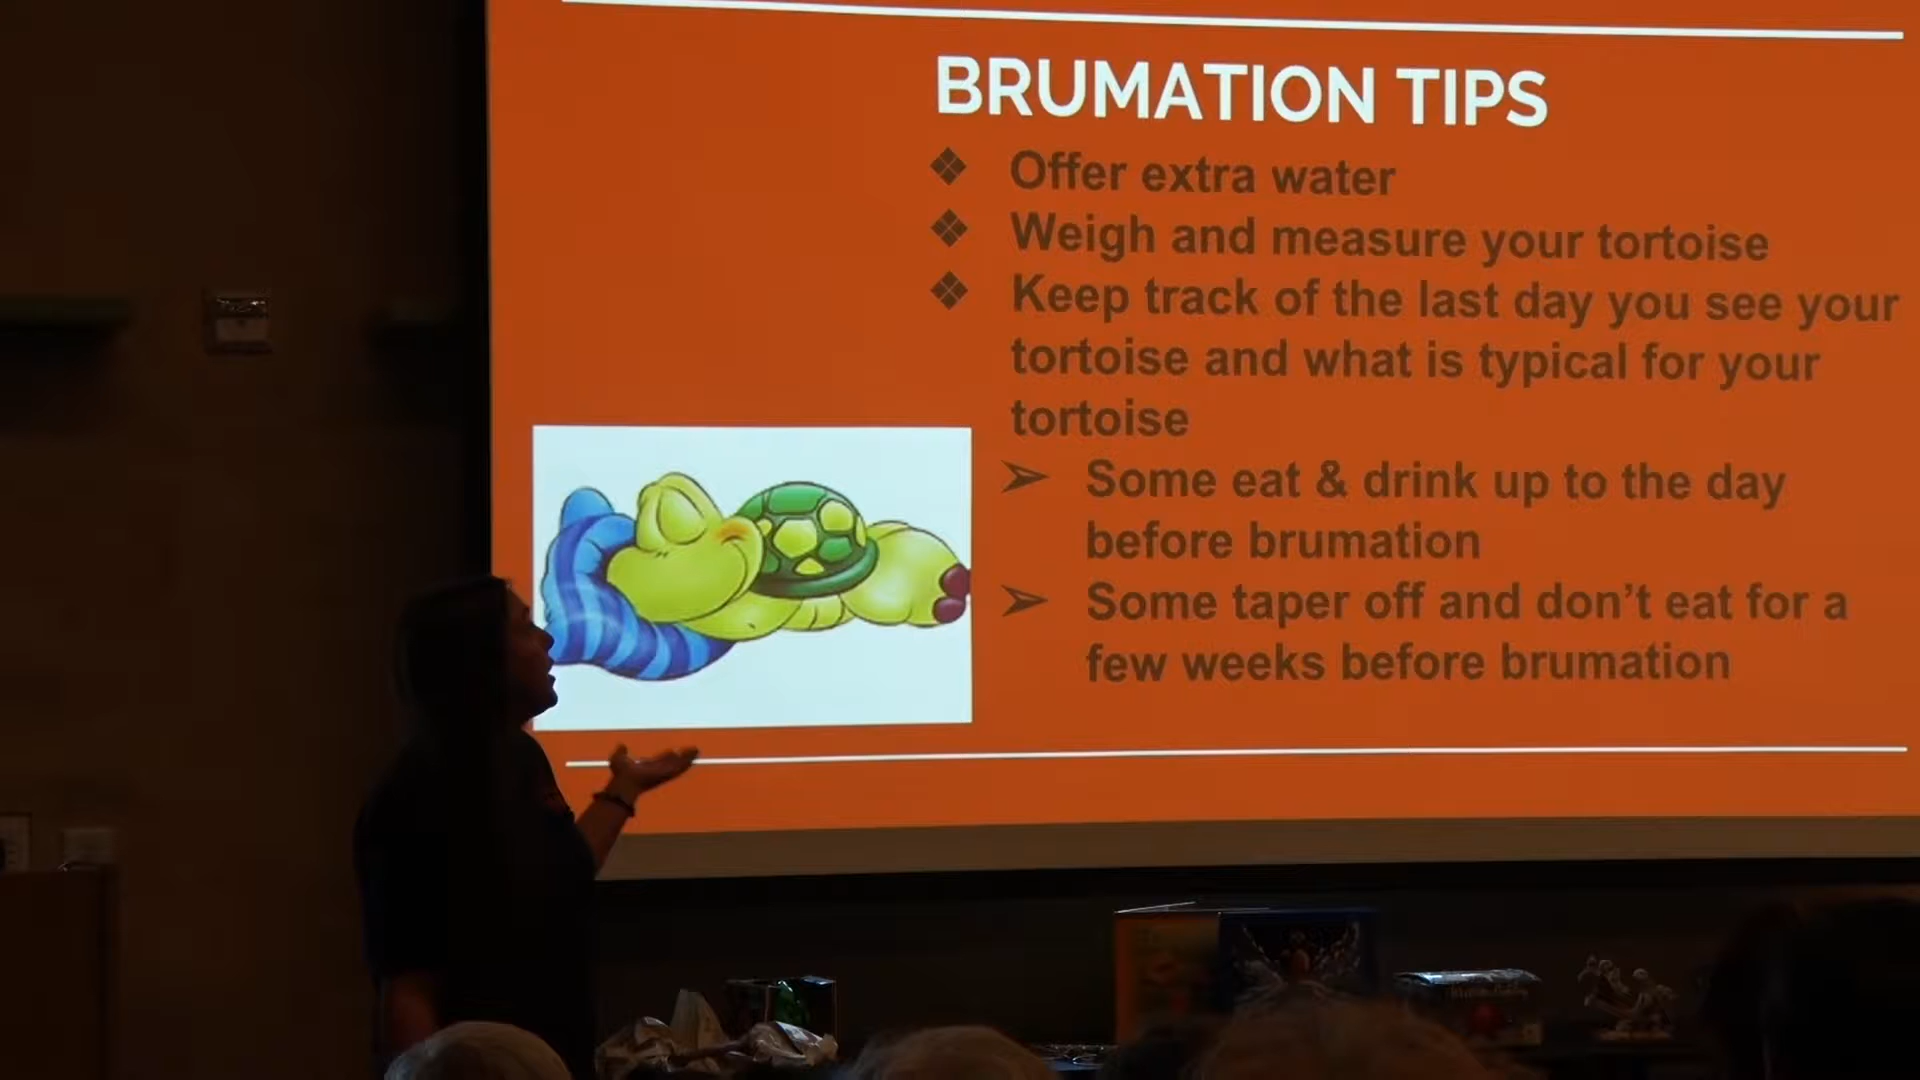 BRUMATION TIPS
❖ Offer extra water
❖ Weigh and measure your tortoise
❖ Keep track of the last day you see your
tortoise and what is typical for your
tortoise
➢ Some eat & drink up to the day
before brumation
➢ Some taper off and don’t eat for a
few weeks before brumation